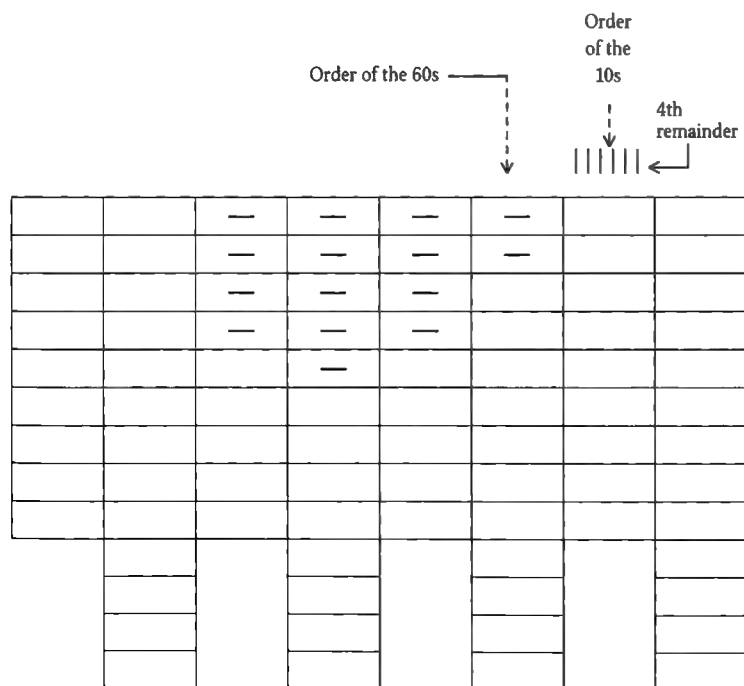 Order
of the
10s
Order of the 60s
4th
remainder